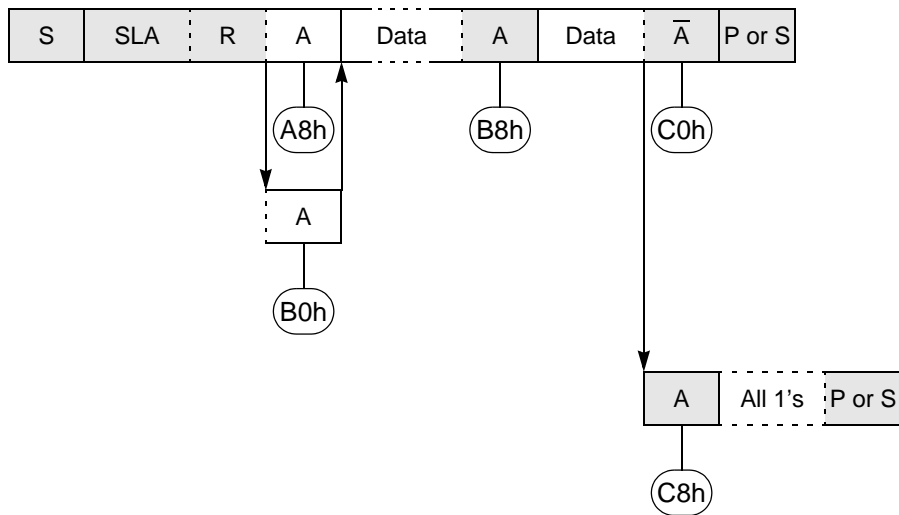 S SLA R A Data A Data A̅ P or S
A8h B8h C0h
A
B0h
A All 1's P or S
C8h